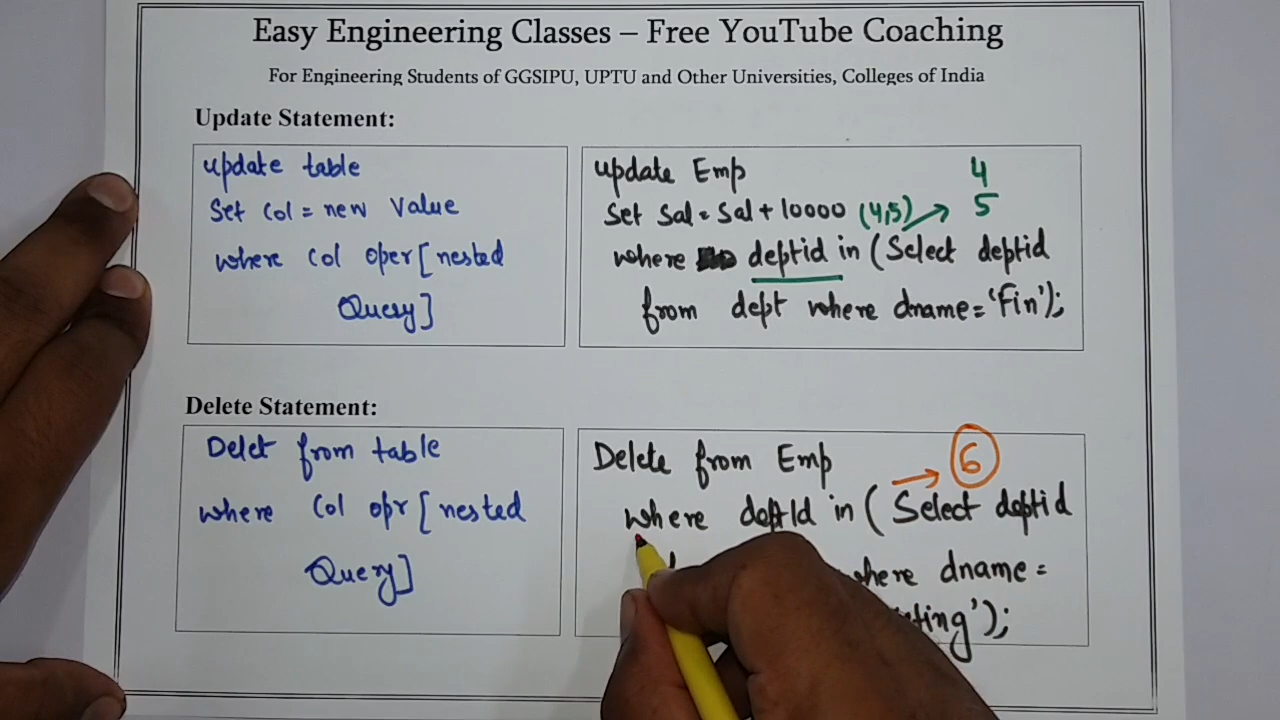 Easy Engineering Classes – Free YouTube Coaching
For Engineering Students of GGSIPU, UPTU and Other Universities, Colleges of India
Update Statement:
update table
Set Col = new Value
where Col oper [nested
Query]
update Emp
Set Sal = Sal + 10000 (4,5)
4
5
where deptid in (Select deptid
from dept where dname = 'Fin');
Delete Statement:
Delet from table
where Col opr [nested
Query]
Delete from Emp
6
where deptId in (Select deptid
where dname =
ting');